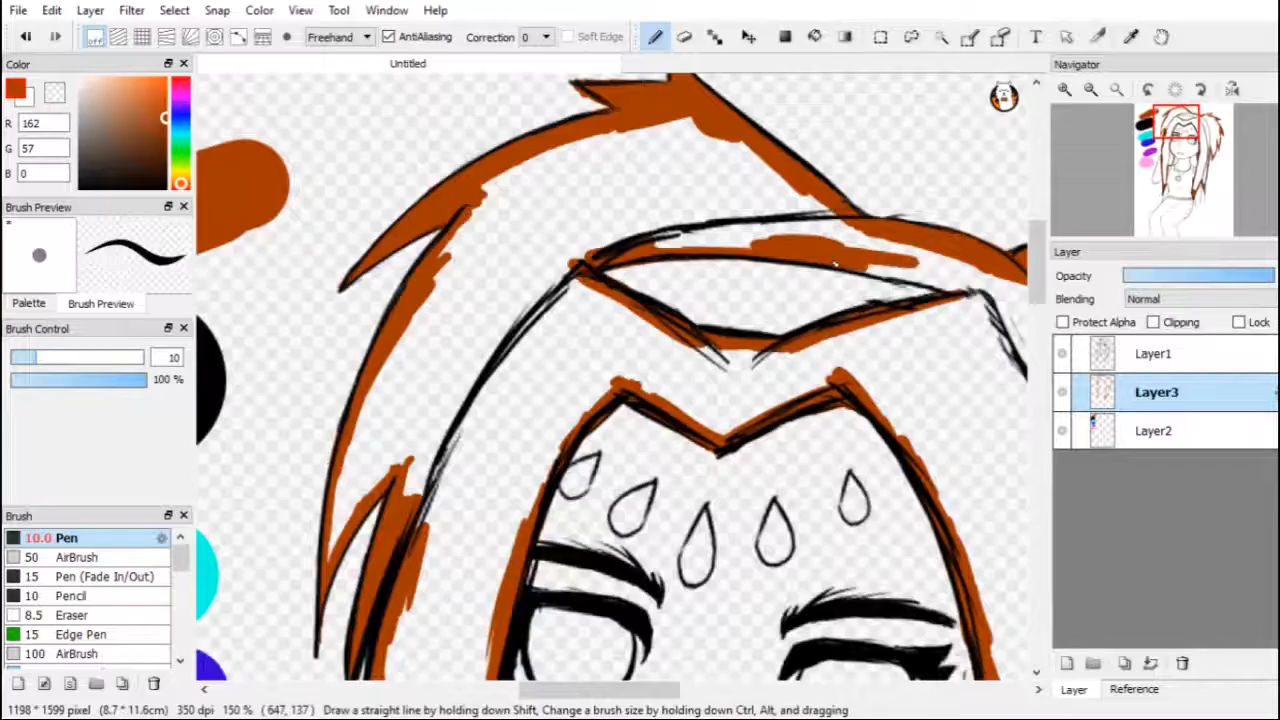 File Edit Layer Filter Select Snap Color View Tool Window Help
off Freehand AntiAliasing Correction 0 Soft Edge T
Color Untitled Navigator
R 162
G 57
B 0
Brush Preview
*
Palette Brush Preview
Brush Control
10
100 %
Layer
Opacity
Blending Normal
Protect Alpha Clipping Lock
Layer1
Layer3
Layer2
Brush
10.0 Pen
50 AirBrush
15 Pen (Fade In/Out)
10 Pencil
8.5 Eraser
15 Edge Pen
100 AirBrush
Layer Reference
1198 * 1599 pixel (8.7 * 11.6cm) 350 dpi 150 % ( 647, 137 ) Draw a straight line by holding down Shift, Change a brush size by holding down Ctrl, Alt, and dragging